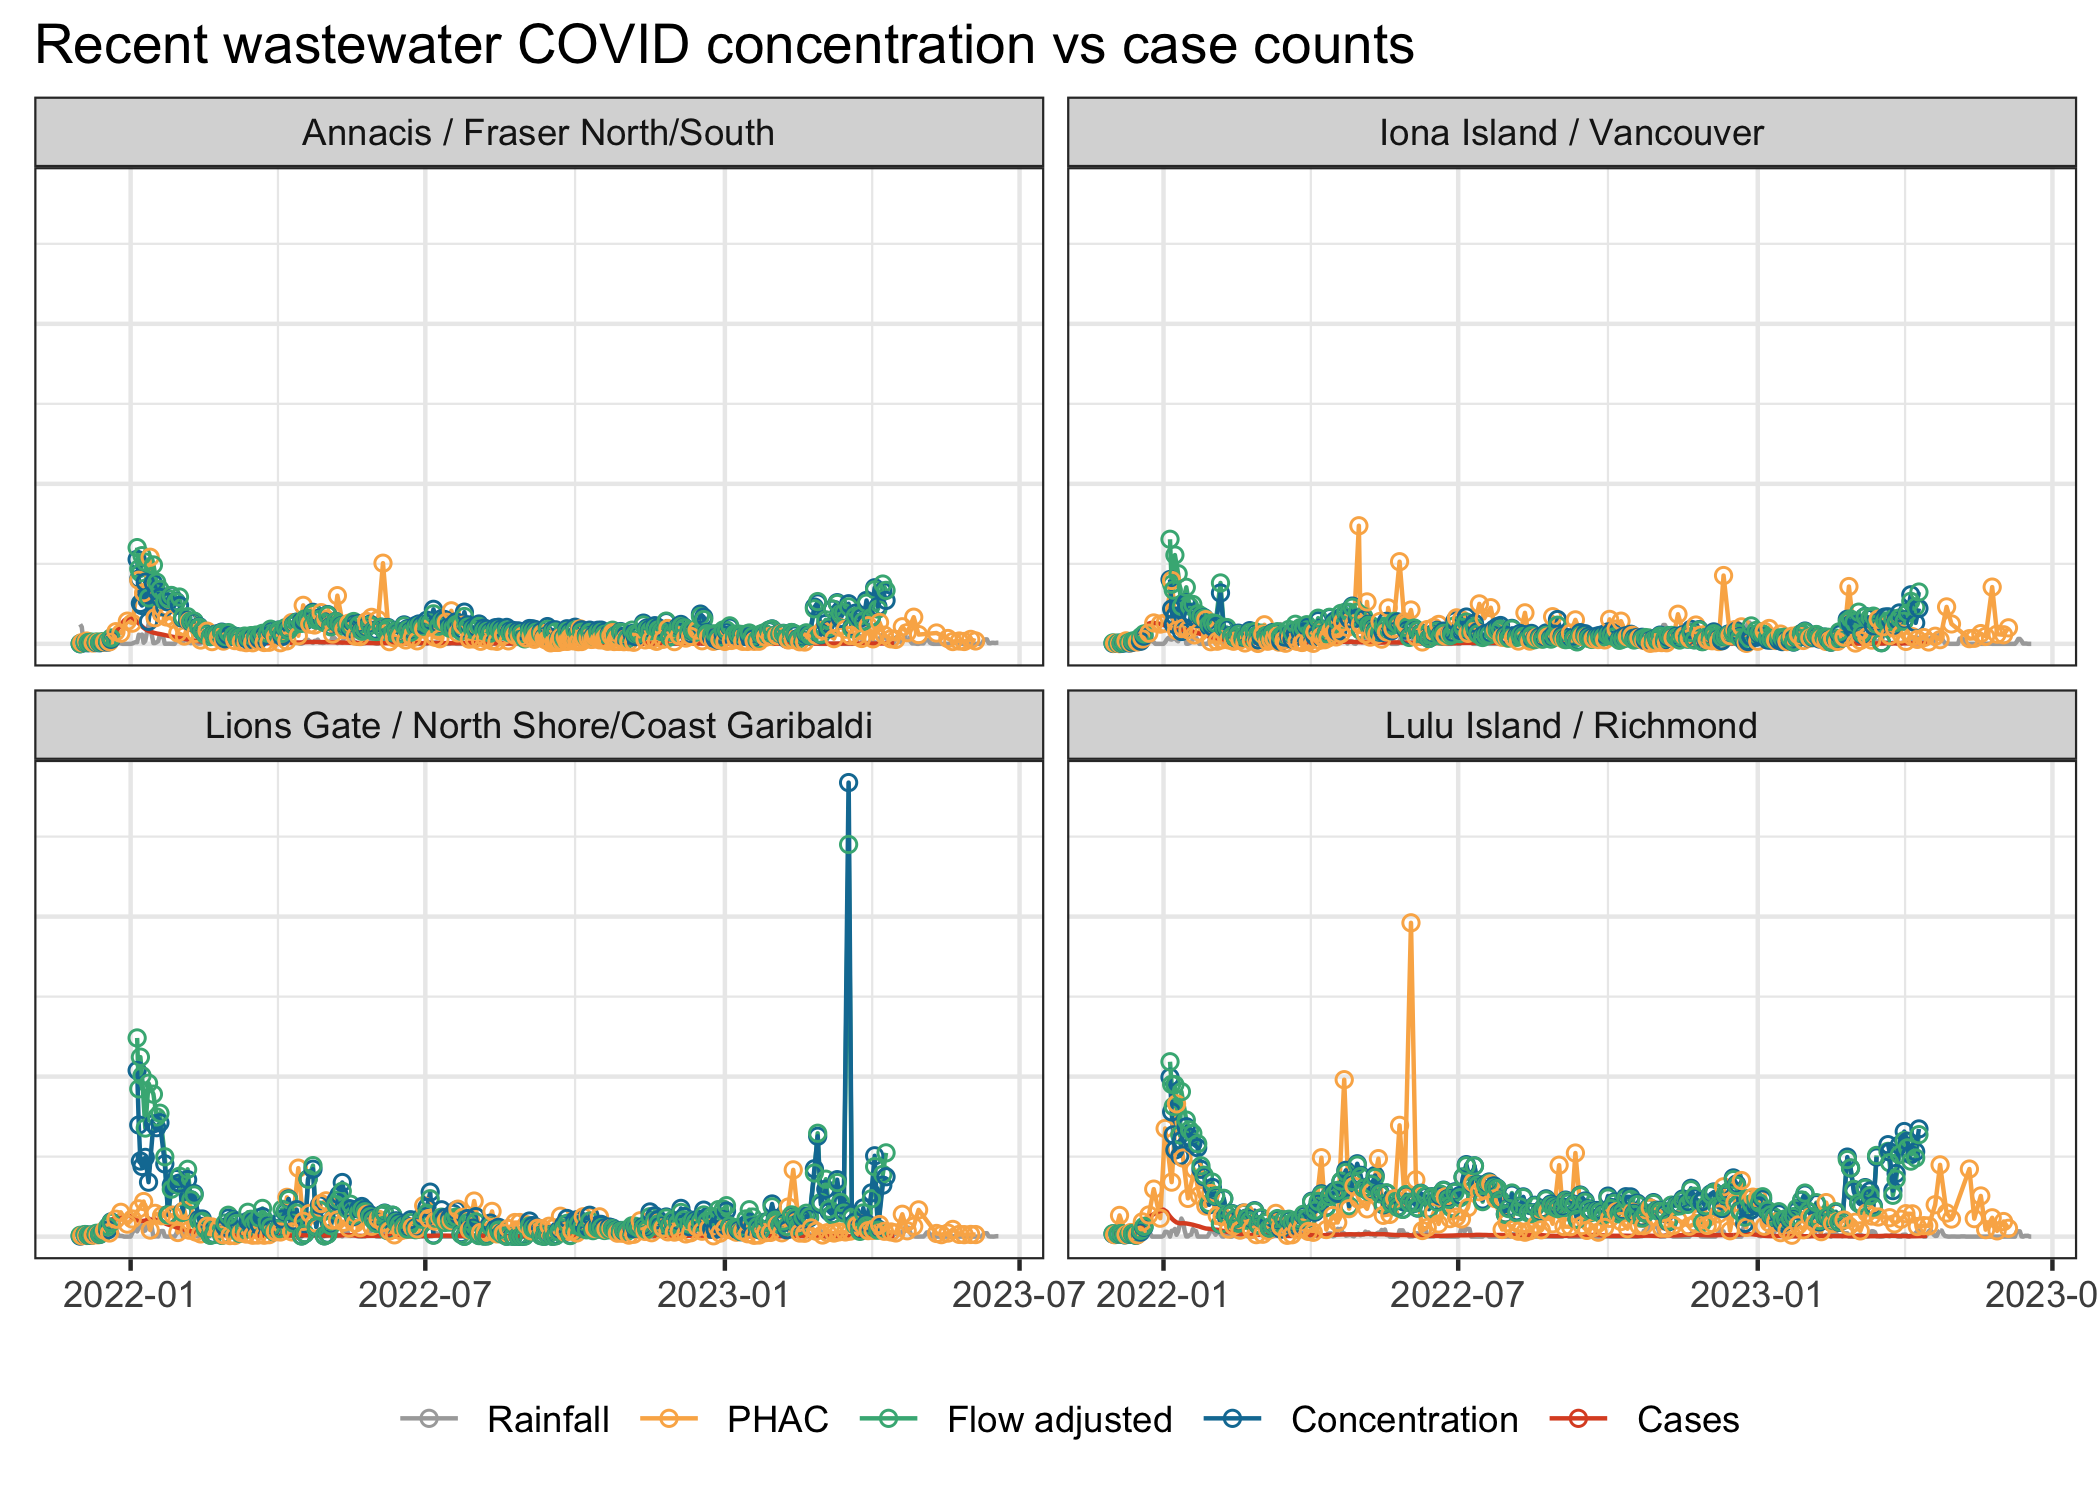 Recent wastewater COVID concentration vs case counts
Annacis / Fraser North/South
Iona Island / Vancouver
Lions Gate / North Shore/Coast Garibaldi
Lulu Island / Richmond
2022-01 2022-07 2023-01 2023-07 2022-01 2022-07 2023-01 2023-0
Rainfall PHAC Flow adjusted Concentration Cases